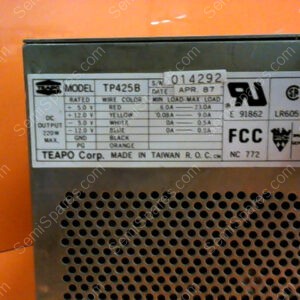 MODEL TP425B S/N 014292
DATE APR. 87
RATED WIRE COLOR MIN LOAD-MAX LOAD
DC OUTPUT 220W MAX.
+ 5.0 V RED 6.0A — 23.0A
+ 12.0 V YELLOW 0.08A — 9.0A
- 5.0 V WHITE 0A — 0.5A
- 12.0 V BLUE 0A — 0.5A
GND BLACK
PG ORANGE
TEAPO Corp. MADE IN TAIWAN R.O.C.
E 91862
LR605
FCC
NC 772
SemiSpares.com